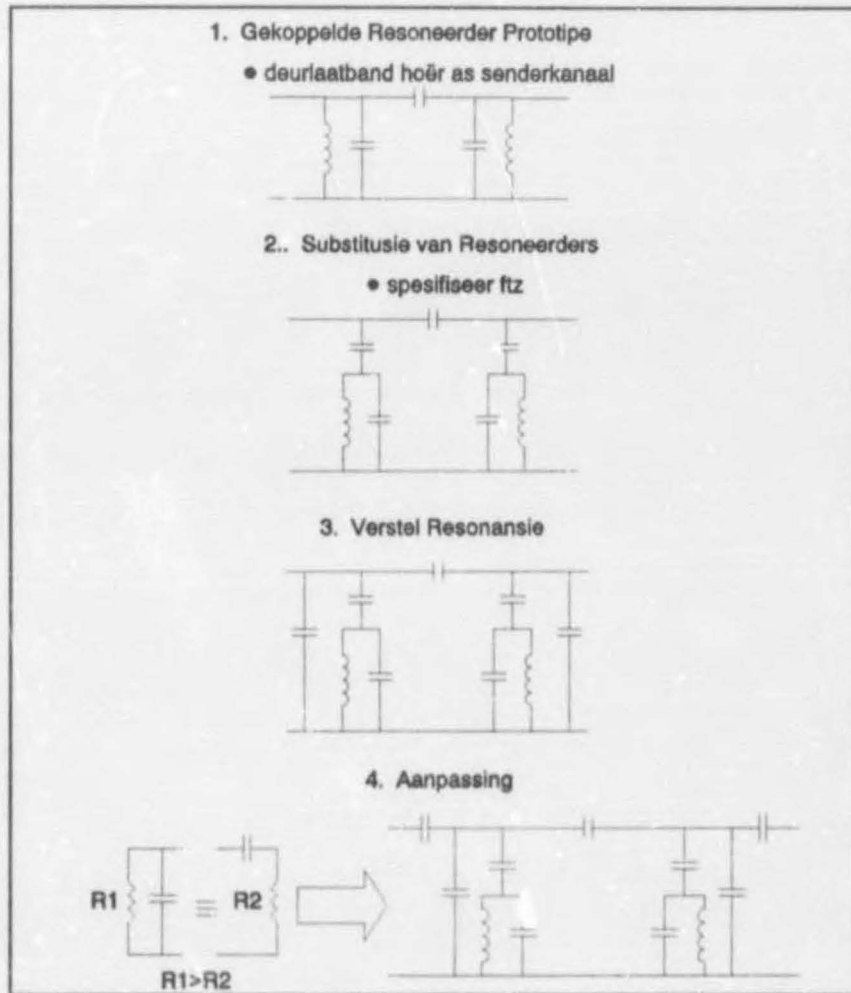 1. Gekoppelde Resoneerder Prototipe
• deurlaatband hoër as senderkanaal
2.. Substitusie van Resoneerders
• spesifiseer ftz
3. Verstel Resonansie
4. Aanpassing
R1
R2
R1>R2